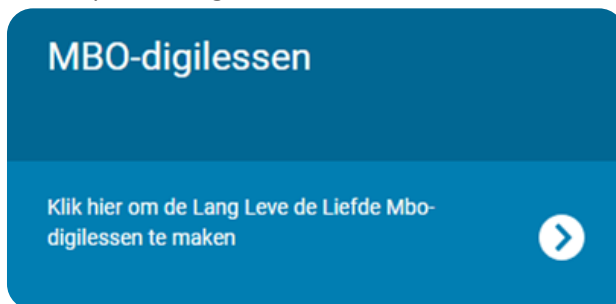 MBO-digilessen
Klik hier om de Lang Leve de Liefde Mbo-
digilessen te maken